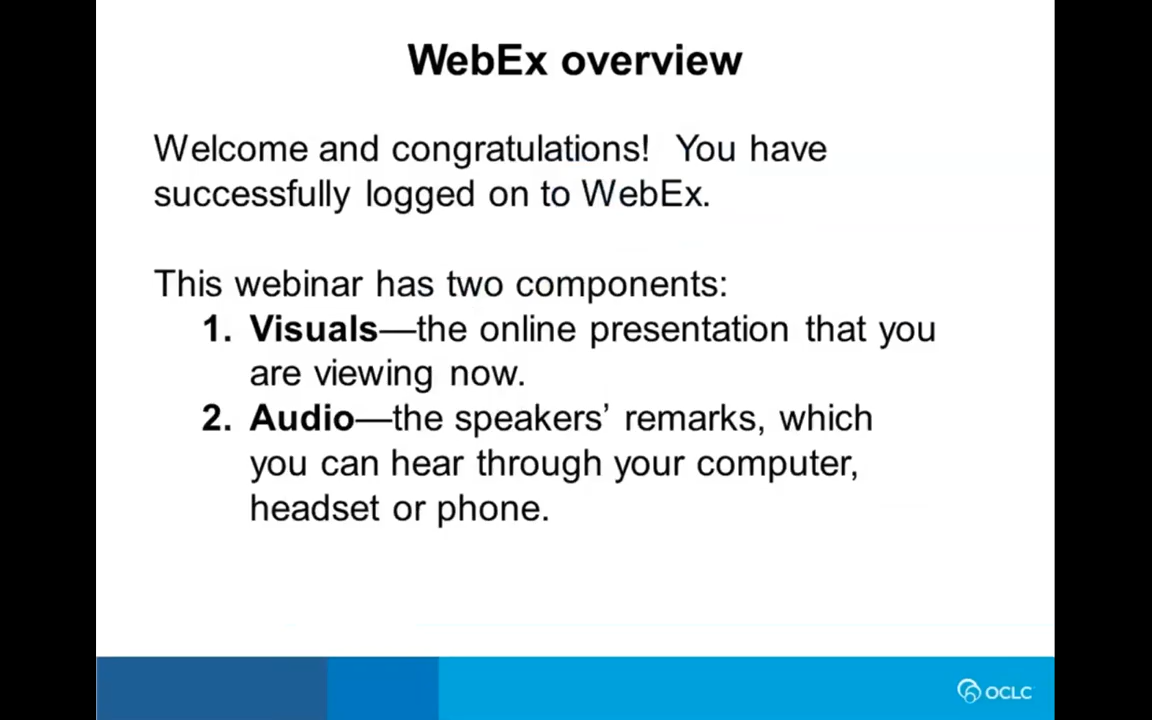 WebEx overview
Welcome and congratulations!  You have
successfully logged on to WebEx.
This webinar has two components:
1. Visuals—the online presentation that you
are viewing now.
2. Audio—the speakers’ remarks, which
you can hear through your computer,
headset or phone.
OCLC